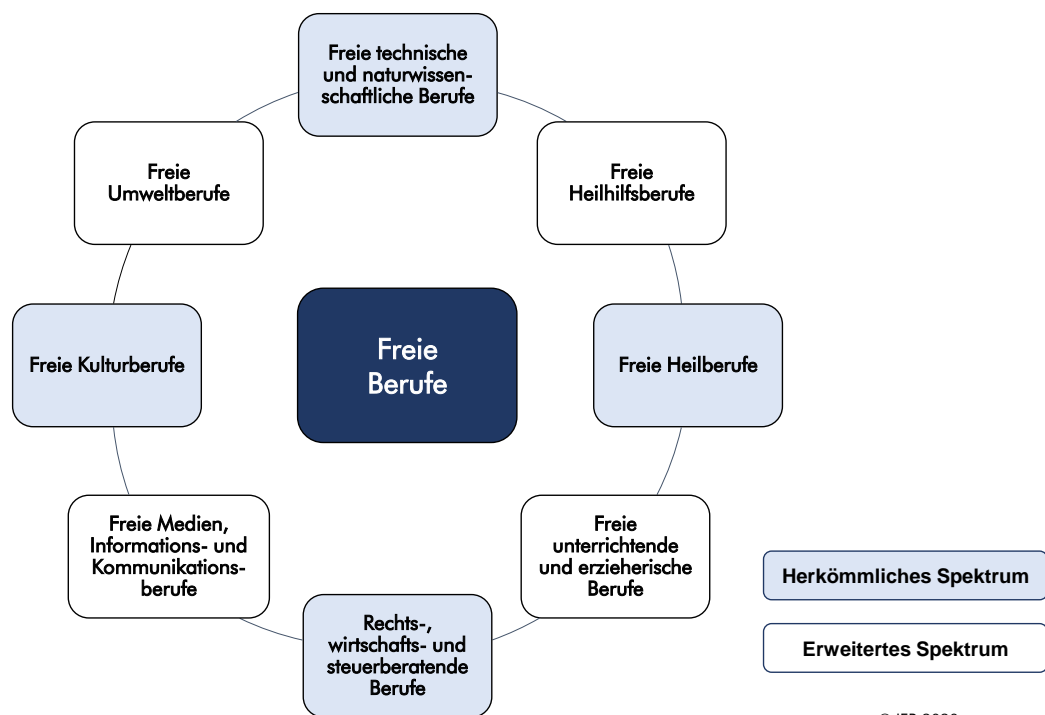 Freie technische
und naturwissen-
schaftliche Berufe
Freie
Umweltberufe
Freie
Heilhilfsberufe
Freie Kulturberufe
Freie
Berufe
Freie Heilberufe
Freie Medien,
Informations- und
Kommunikations-
berufe
Freie
unterrichtende
und erzieherische
Berufe
Rechts-,
wirtschafts- und
steuerberatende
Berufe
Herkömmliches Spektrum
Erweitertes Spektrum